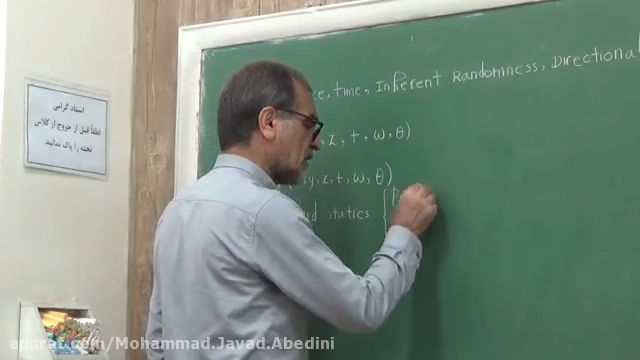 استاد گرامی
لطفاً قبل از خروج از کلاس
تخته را پاک نمائید
ce, time, Inherent Randomness, Directional
, z, t, ω, θ)
, y, z, t, ω, θ)
d statics {
aparat.com/Mohammad.Javad.Abedini